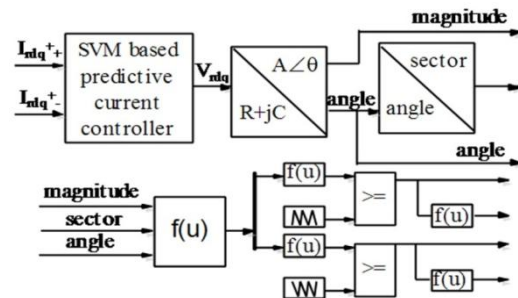 magnitude
I_rdq^+ +
SVM based
predictive
current
controller
V_rdq
A∠θ
R+jC
angle
sector
angle
I_rdq^+ -
angle
magnitude
sector
angle
f(u)
f(u)
>=
f(u)
f(u)
>=
f(u)